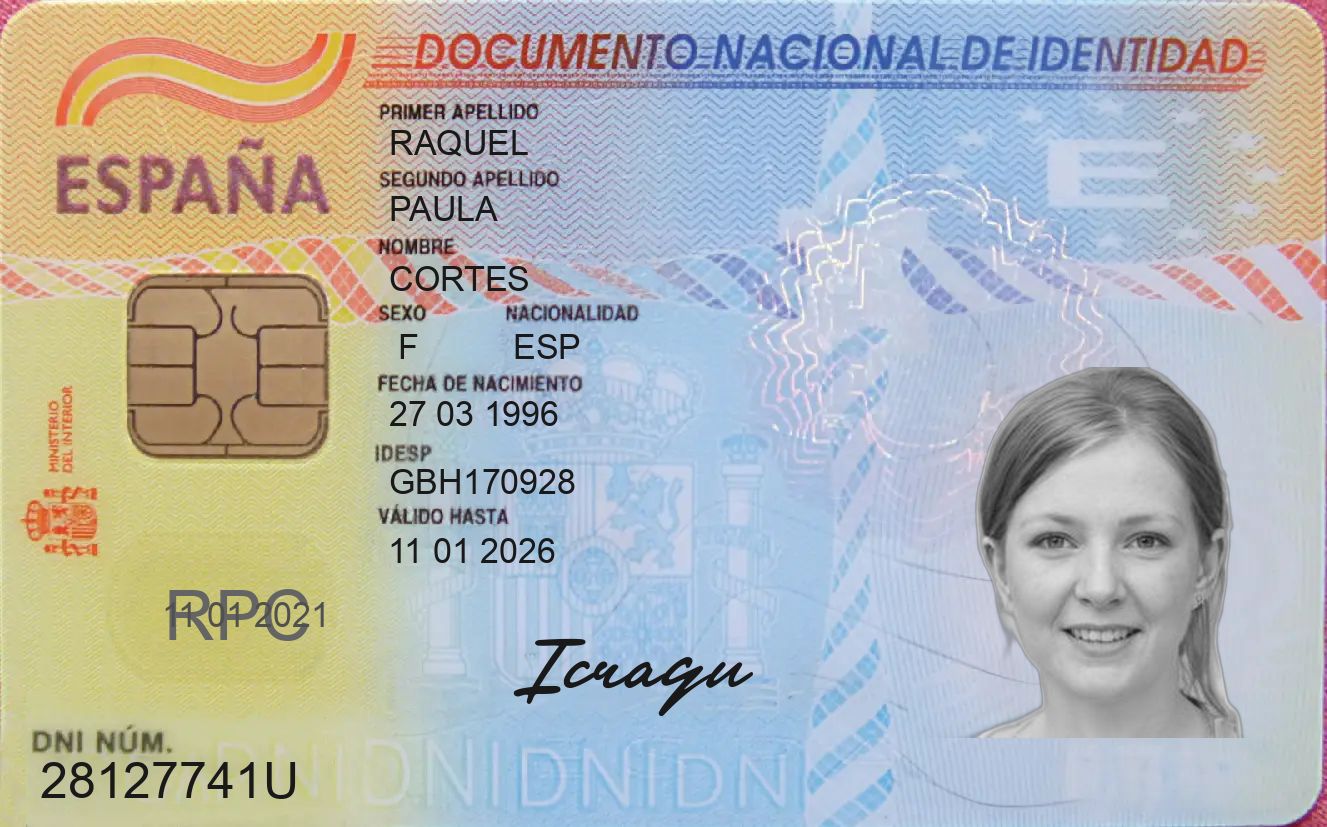 DOCUMENTO NACIONAL DE IDENTIDAD
ESPAÑA
PRIMER APELLIDO
RAQUEL
SEGUNDO APELLIDO
PAULA
NOMBRE
CORTES
SEXO NACIONALIDAD
F ESP
FECHA DE NACIMIENTO
27 03 1996
IDESP
GBH170928
VÁLIDO HASTA
11 01 2026
MINISTERIO
DEL INTERIOR
E
RPC
11 01 2021
Icragu
DNI NÚM.
28127741U
DNIDNIDNIDNI